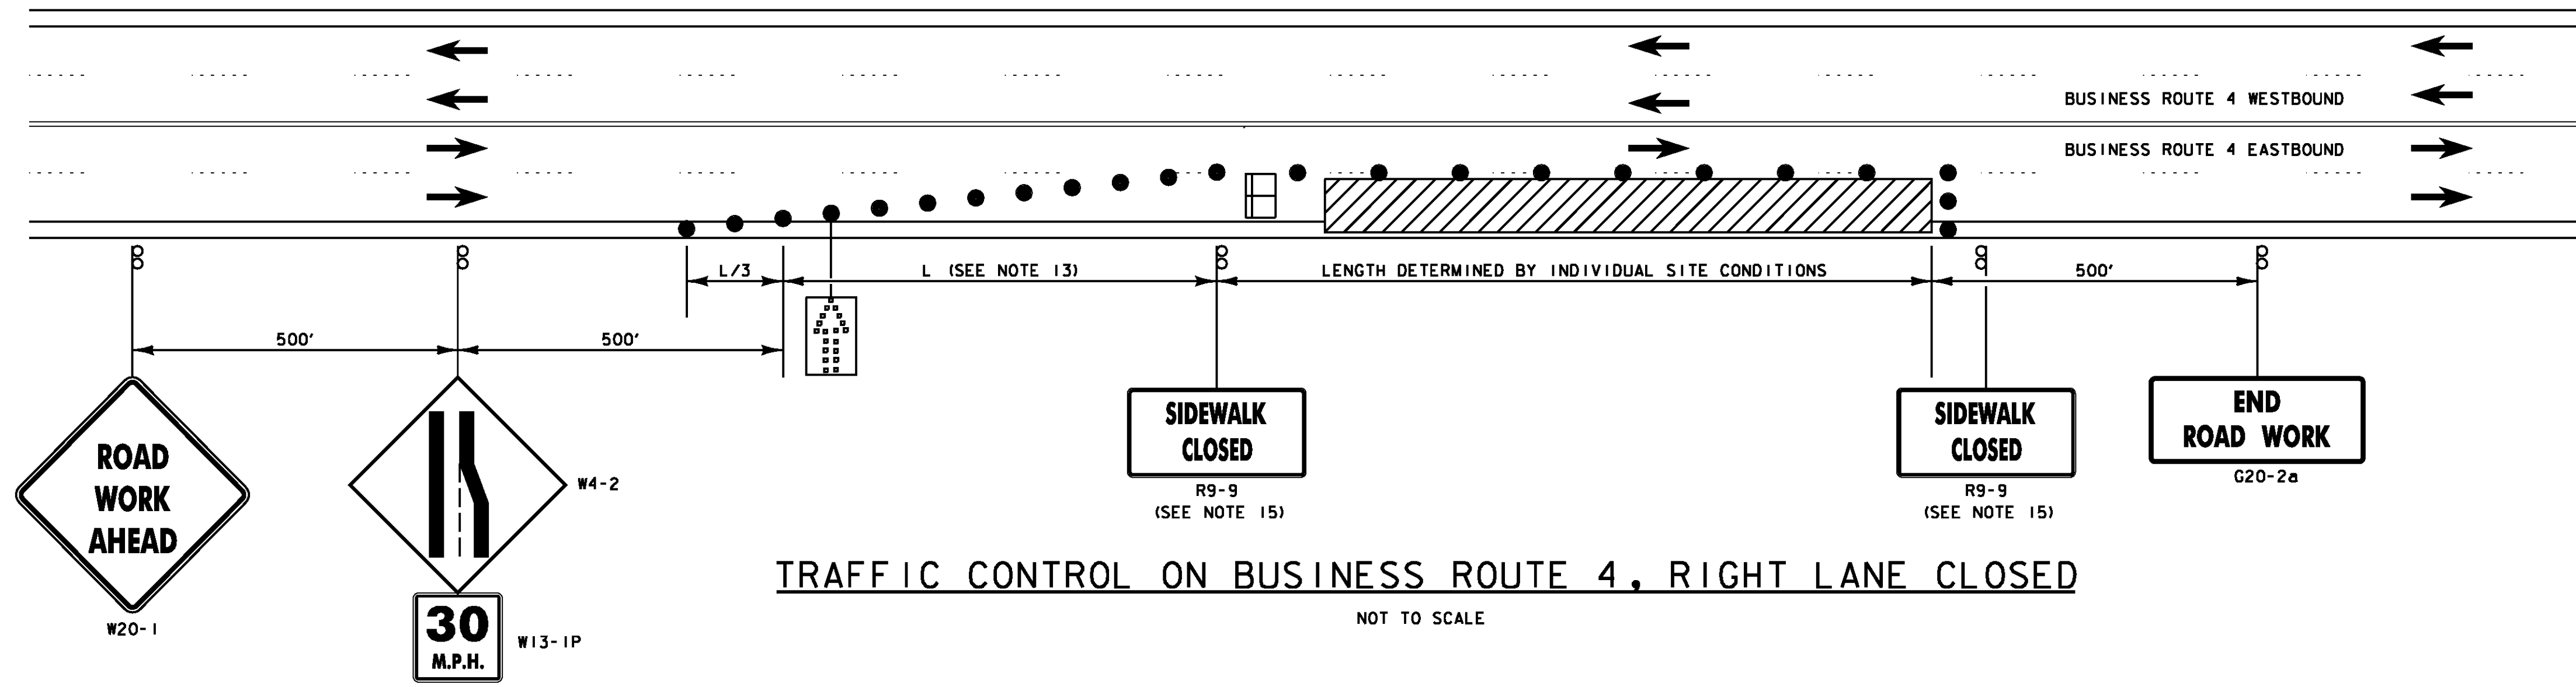 BUSINESS ROUTE 4 WESTBOUND
BUSINESS ROUTE 4 EASTBOUND
L/3
L (SEE NOTE 13)
LENGTH DETERMINED BY INDIVIDUAL SITE CONDITIONS
500'
500'
500'
ROAD
WORK
AHEAD
W20-1
W4-2
30
M.P.H.
W13-1P
SIDEWALK
CLOSED
R9-9
(SEE NOTE 15)
SIDEWALK
CLOSED
R9-9
(SEE NOTE 15)
END
ROAD WORK
G20-2a
TRAFFIC CONTROL ON BUSINESS ROUTE 4, RIGHT LANE CLOSED
NOT TO SCALE